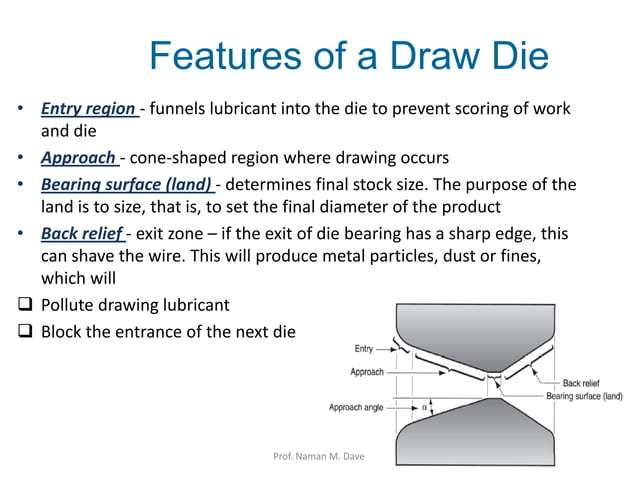 Features of a Draw Die
• Entry region - funnels lubricant into the die to prevent scoring of work
and die
• Approach - cone-shaped region where drawing occurs
• Bearing surface (land) - determines final stock size. The purpose of the
land is to size, that is, to set the final diameter of the product
• Back relief - exit zone – if the exit of die bearing has a sharp edge, this
can shave the wire. This will produce metal particles, dust or fines,
which will
❑ Pollute drawing lubricant
❑ Block the entrance of the next die
Entry
Approach
Back relief
Bearing surface (land)
Approach angle
α
Prof. Naman M. Dave